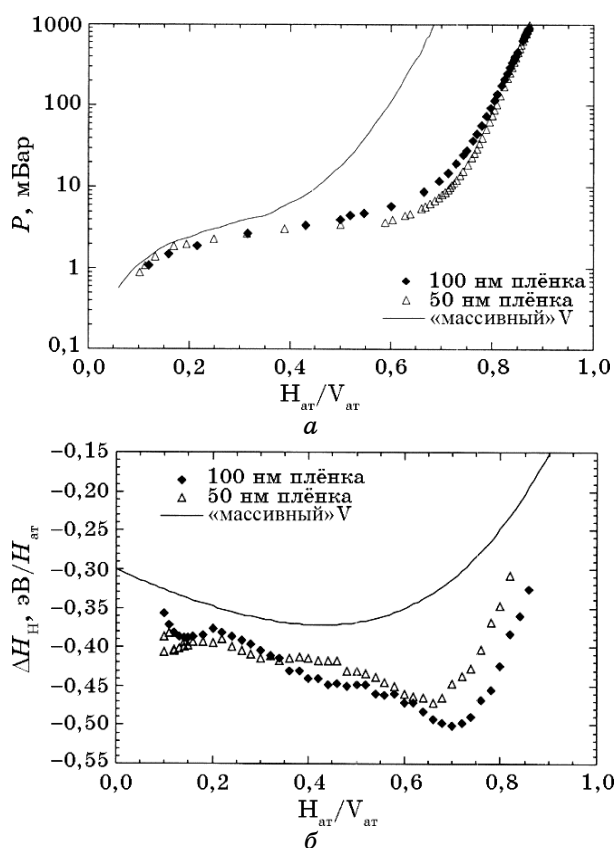 1000
100
10
1
0,1
P, мБар
◆ 100 нм плёнка
△ 50 нм плёнка
— «массивный» V
0,0 0,2 0,4 0,6 0,8 1,0
Hат/Vат
а
−0,15
−0,20
−0,25
−0,30
−0,35
−0,40
−0,45
−0,50
−0,55
ΔHН, эВ/Hат
◆ 100 нм плёнка
△ 50 нм плёнка
— «массивный» V
0,0 0,2 0,4 0,6 0,8 1,0
Hат/Vат
б